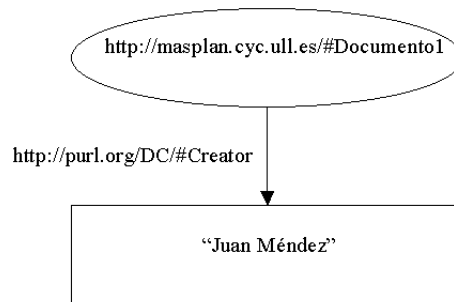 http://masplan.cyc.ull.es/#Documento1
http://purl.org/DC/#Creator
“Juan Méndez”